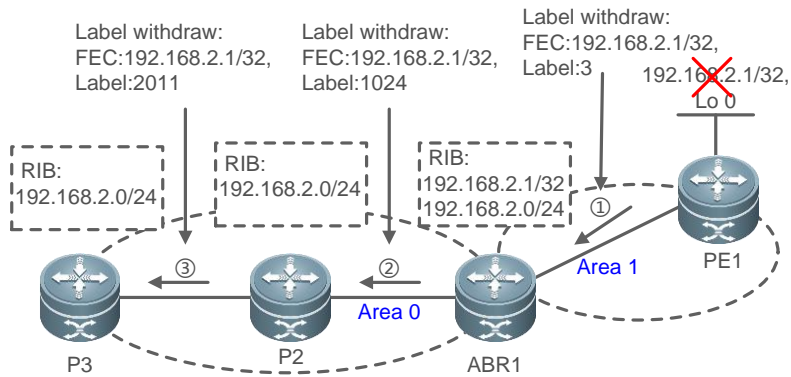 Label withdraw:
FEC:192.168.2.1/32,
Label:2011
Label withdraw:
FEC:192.168.2.1/32,
Label:1024
Label withdraw:
FEC:192.168.2.1/32,
Label:3
192.168.2.1/32,
Lo 0
RIB:
192.168.2.0/24
RIB:
192.168.2.0/24
RIB:
192.168.2.1/32
192.168.2.0/24
①
PE1
③
②
Area 1
Area 0
P3
P2
ABR1